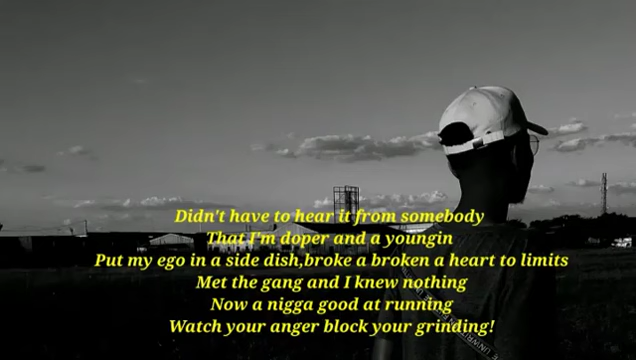 Didn't have to hear it from somebody
That I'm doper and a youngin
Put my ego in a side dish,broke a broken a heart to limits
Met the gang and I knew nothing
Now a nigga good at running
Watch your anger block your grinding!